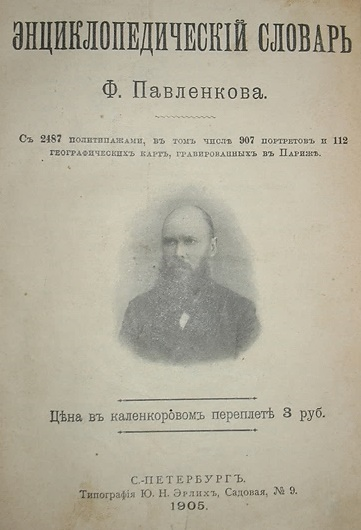 ЭНЦИКЛОПЕДИЧЕСКІЙ СЛОВАРЬ
Ф. Павленкова.
Съ 2487 политипажами, въ томъ числѣ 907 портретовъ и 112
географическихъ картъ, гравированныхъ въ Парижѣ.
Цѣна въ каленкоровомъ переплетѣ 3 руб.
С.-ПЕТЕРБУРГЪ.
Типографія Ю. Н. Эрлихъ, Садовая, № 9.
1905.